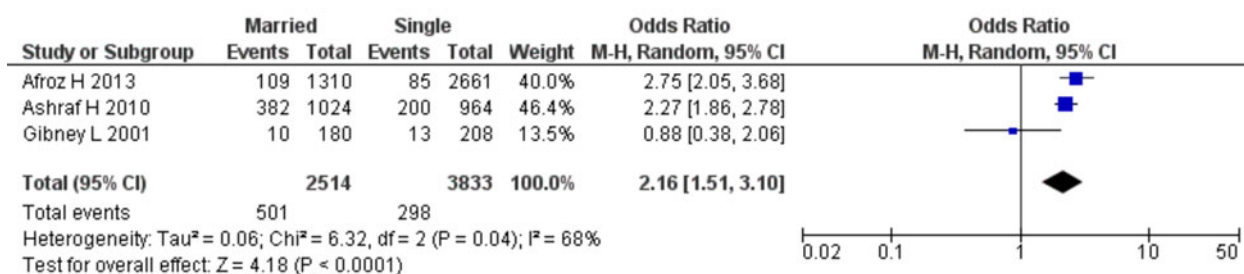 Married Single Odds Ratio Odds Ratio
Study or Subgroup Events Total Events Total Weight M-H, Random, 95% CI M-H, Random, 95% CI
Afroz H 2013 109 1310 85 2661 40.0% 2.75 [2.05, 3.68]
Ashraf H 2010 382 1024 200 964 46.4% 2.27 [1.86, 2.78]
Gibney L 2001 10 180 13 208 13.5% 0.88 [0.38, 2.06]
Total (95% CI) 2514 3833 100.0% 2.16 [1.51, 3.10]
Total events 501 298
Heterogeneity: Tau² = 0.06; Chi² = 6.32, df = 2 (P = 0.04); I² = 68%
Test for overall effect: Z = 4.18 (P < 0.0001)
0.02 0.1 1 10 50